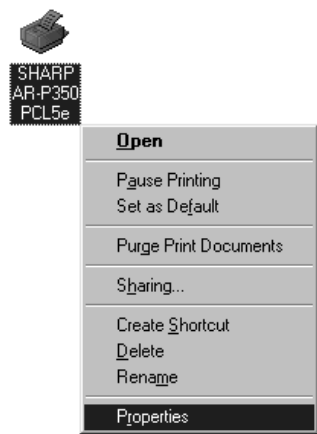 SHARP
AR-P350
PCL5e
Open
Pause Printing
Set as Default
Purge Print Documents
Sharing...
Create Shortcut
Delete
Rename
Properties